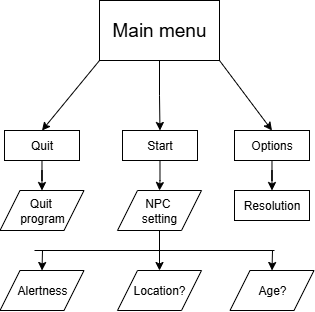 Main menu
Quit
Start
Options
Quit
program
NPC
setting
Resolution
Alertness
Location?
Age?